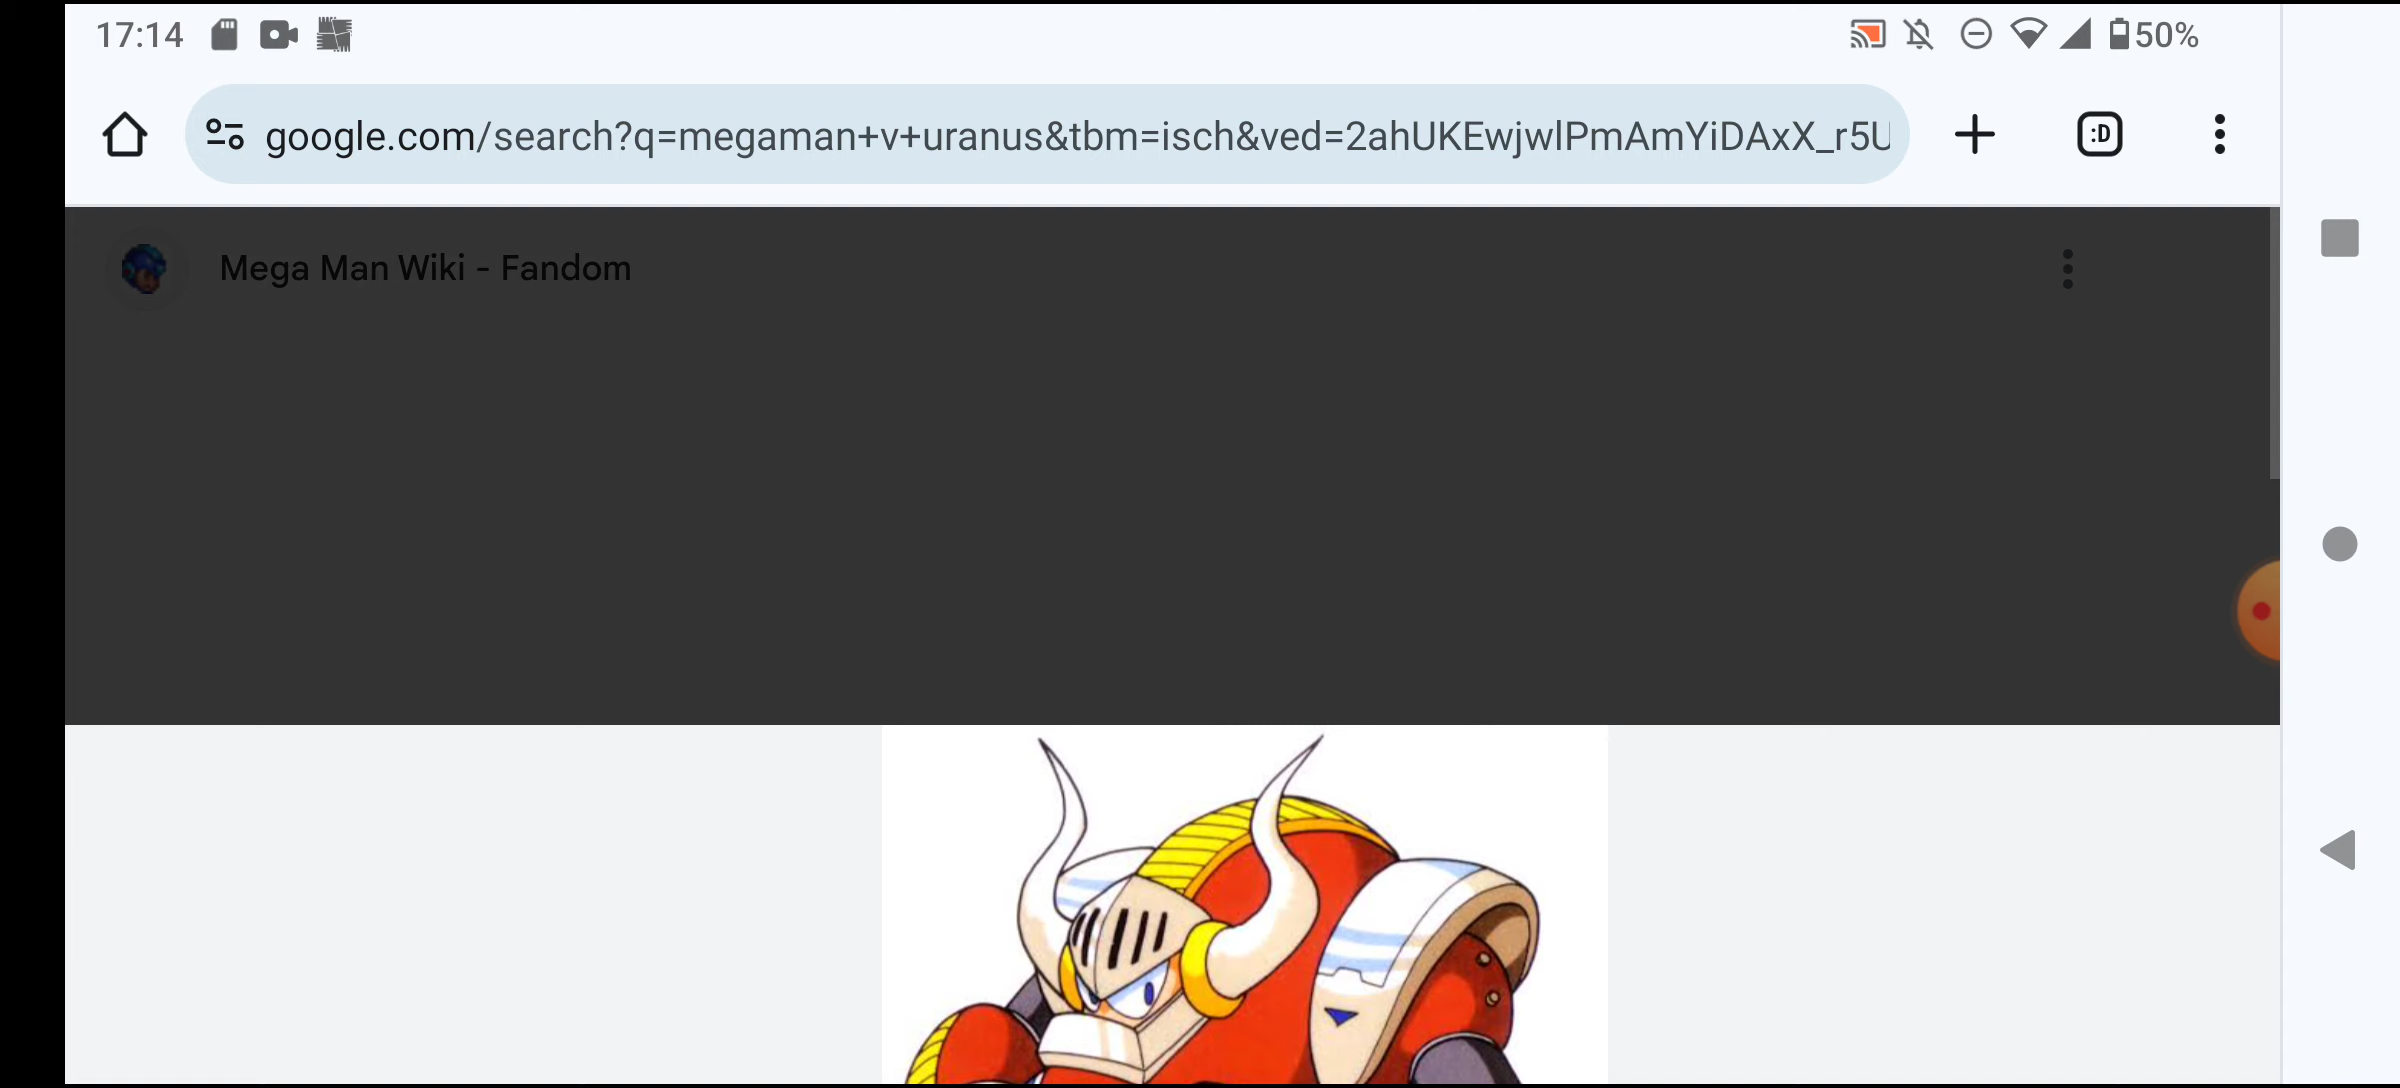 17:14
50%
google.com/search?q=megaman+v+uranus&tbm=isch&ved=2ahUKEwjwlPmAmYiDAxX_r5U
:D
Mega Man Wiki - Fandom